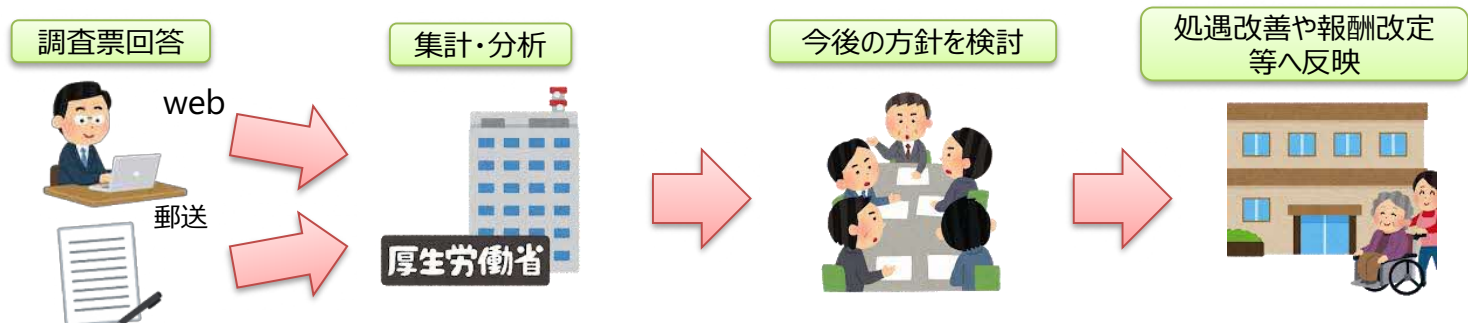 調査票回答
集計・分析
今後の方針を検討
処遇改善や報酬改定
等へ反映
web
郵送
厚生労働省